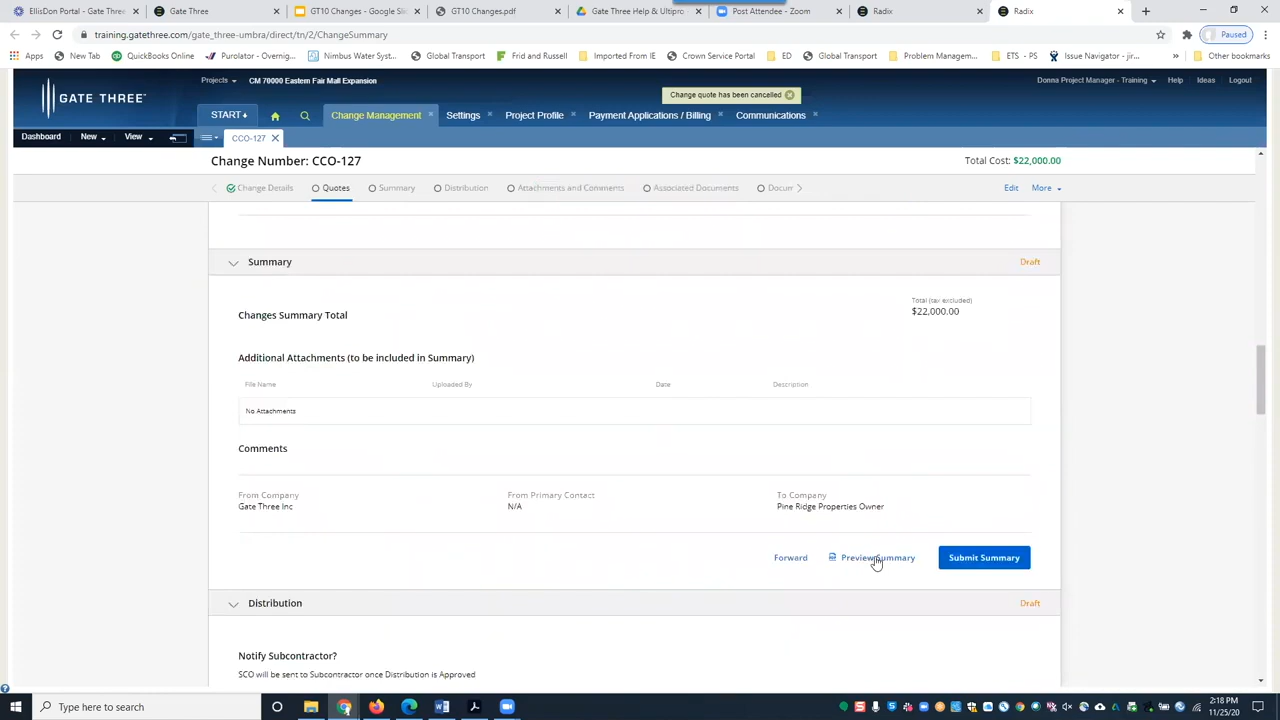 EllisDon Portal - Gate Thre
Gate Three
GT10 Changes - Google Sli
GT10 Changes.pdf
Gate Three Help & Ultipro
Post Attendee - Zoom
Radix
Radix
training.gatethree.com/gate_three-umbra/direct/tn/2/ChangeSummary
Paused
Apps
New Tab
QuickBooks Online
Purolator - Overnig...
Nimbus Water Syst...
Global Transport
Frid and Russell
Imported From IE
Crown Service Portal
ED
Global Transport
Problem Managem...
ETS - PS
Issue Navigator - jir...
»
Other bookmarks
Projects
CM 70000 Eastern Fair Mall Expansion
Donna Project Manager - Training
Help
Ideas
Logout
GATE THREE
Change quote has been cancelled
START
Change Management
Settings
Project Profile
Payment Applications / Billing
Communications
Dashboard
New
View
CCO-127
Change Number: CCO-127
Total Cost: $22,000.00
Change Details
Quotes
Summary
Distribution
Attachments and Comments
Associated Documents
Docum
Edit
More
Summary
Draft
Total (tax excluded)
Changes Summary Total
$22,000.00
Additional Attachments (to be included in Summary)
File Name
Uploaded By
Date
Description
No Attachments
Comments
From Company
From Primary Contact
To Company
Gate Three Inc
N/A
Pine Ridge Properties Owner
Forward
Preview Summary
Submit Summary
Distribution
Draft
Notify Subcontractor?
SCO will be sent to Subcontractor once Distribution is Approved
Type here to search
2:18 PM
11/25/20